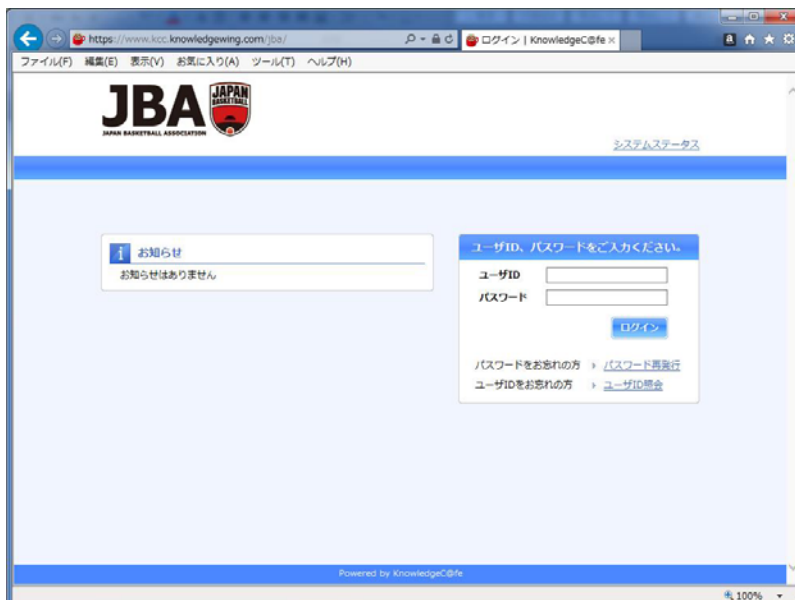 https://www.kcc.knowledgewing.com/jba/
ログイン | KnowledgeC@fe
ファイル(F) 編集(E) 表示(V) お気に入り(A) ツール(T) ヘルプ(H)
JBA
JAPAN BASKETBALL ASSOCIATION
JAPAN
BASKETBALL
システムステータス
お知らせ
お知らせはありません
ユーザID、パスワードをご入力ください。
ユーザID
パスワード
ログイン
パスワードをお忘れの方 パスワード再発行
ユーザIDをお忘れの方 ユーザID照会
Powered by KnowledgeC@fe
100%